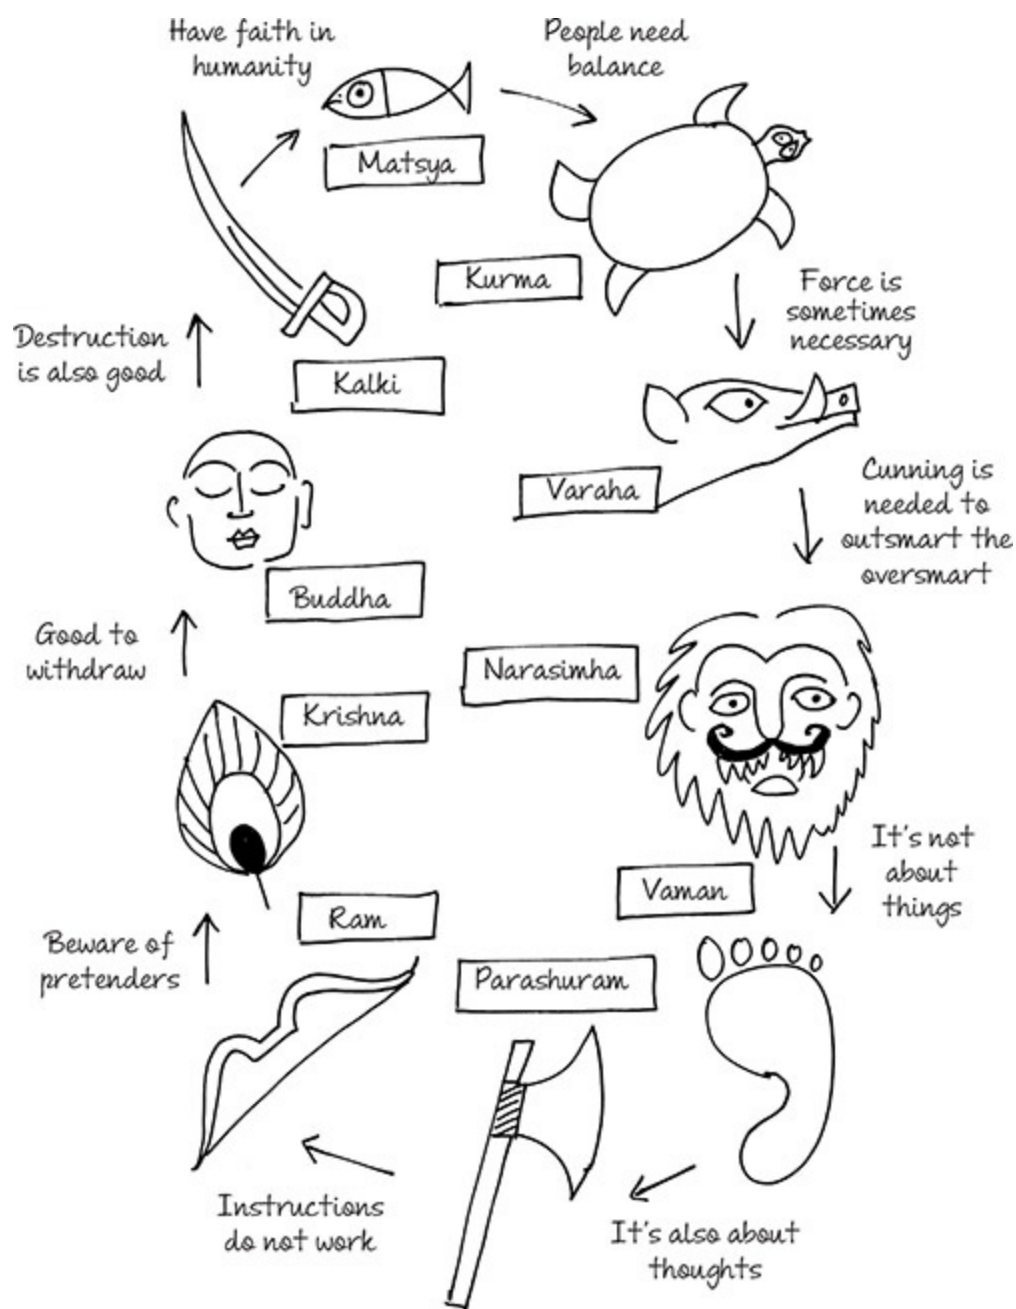 Have faith in
humanity
Matsya
People need
balance
Kurma
Force is
sometimes
necessary
Varaha
Cunning is
needed to
outsmart the
oversmart
Narasimha
It's not
about
things
Vaman
It's also about
thoughts
Parashuram
Instructions
do not work
Ram
Beware of
pretenders
Krishna
Good to
withdraw
Buddha
Destruction
is also good
Kalki